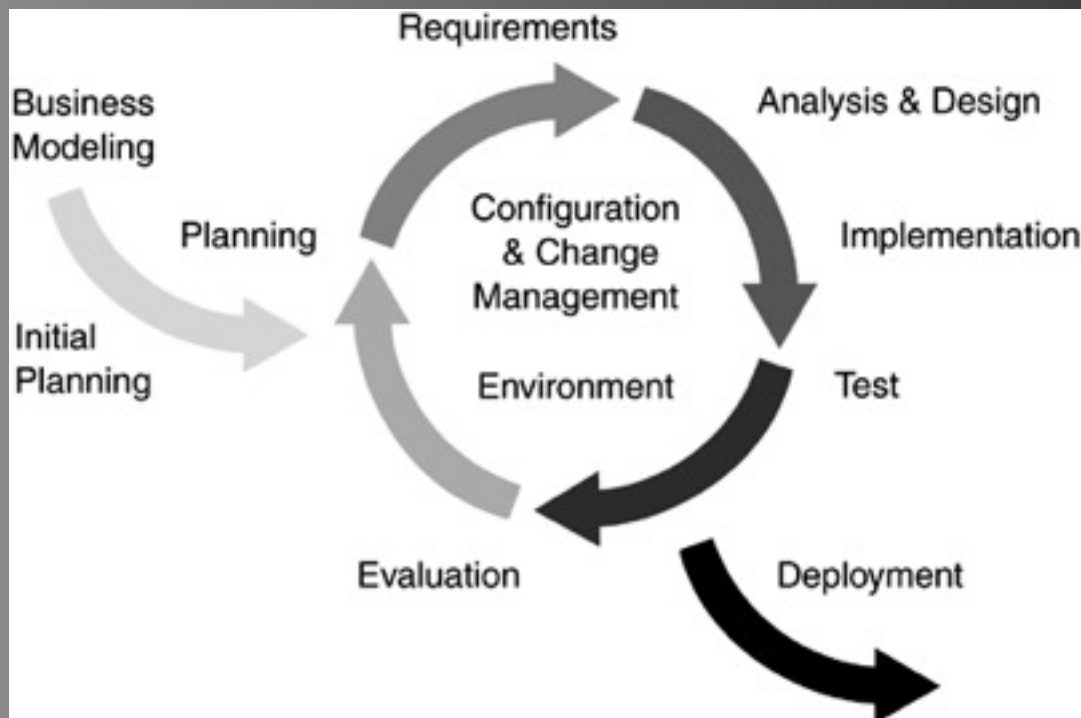 Requirements
Business
Modeling
Analysis & Design
Planning
Configuration
& Change
Management
Implementation
Initial
Planning
Environment
Test
Evaluation
Deployment